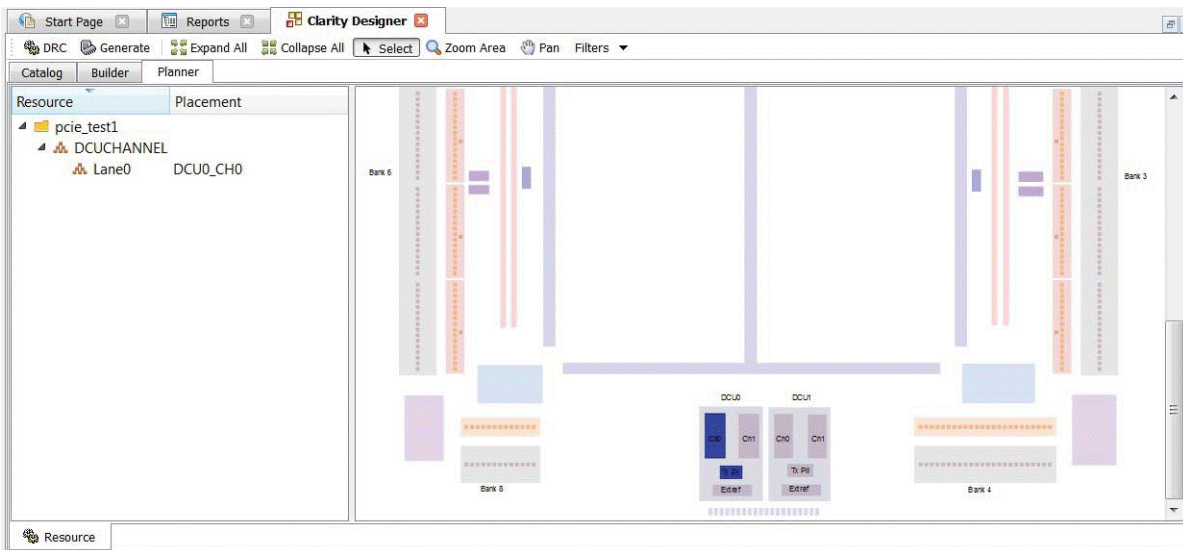 Start Page Reports Clarity Designer
DRC Generate Expand All Collapse All Select Zoom Area Pan Filters
Catalog Builder Planner
Resource Placement
pcie_test1
DCUCHANNEL
Lane0 DCU0_CH0
Bank 6 Bank 3
DCU0 DCU1
Ch0 Ch1 Ch0 Ch1
Tx Pll Tx Pll
Extref Extref
Bank 8 Bank 4
Resource